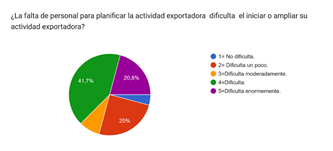 ¿La falta de personal para planificar la actividad exportadora dificulta el iniciar o ampliar su
actividad exportadora?
1= No dificulta.
2= Dificulta un poco.
3=Dificulta moderadamente.
4=Dificulta.
5=Dificulta enormemente.
41,7%
20,8%
25%